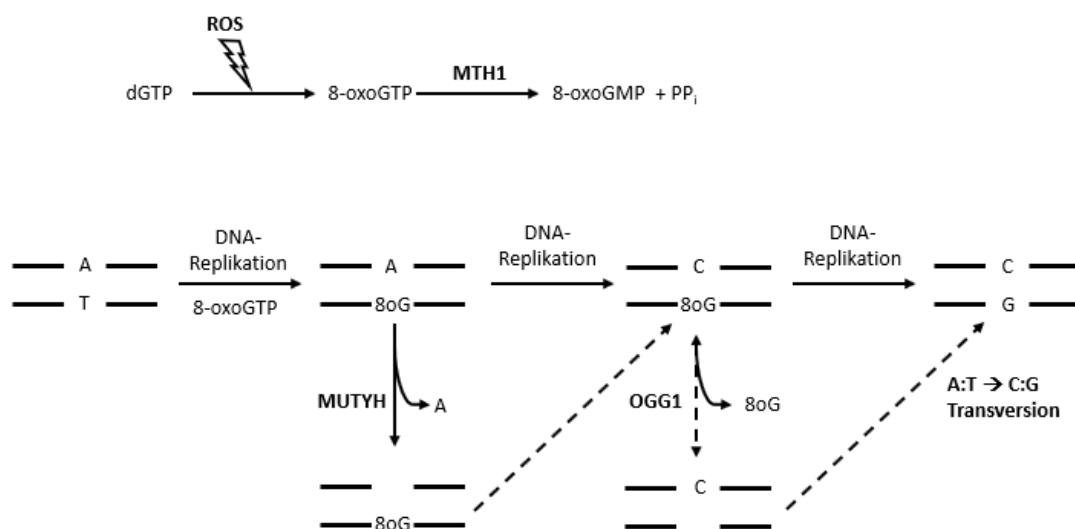 ROS
MTH1
dGTP 8-oxoGTP 8-oxoGMP + PPi
DNA-
Replikation
DNA-
Replikation
DNA-
Replikation
A A C C
T 8oG 8oG G
8-oxoGTP
MUTYH A OGG1 8oG
A:T → C:G
Transversion
C
8oG